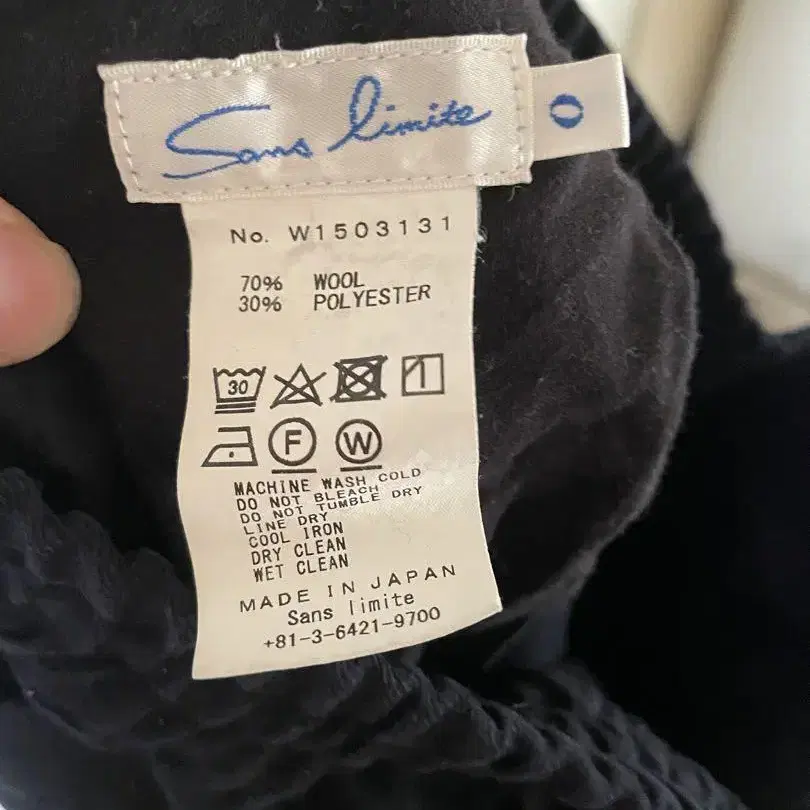 Sans limite
0
No. W1503131
70% WOOL
30% POLYESTER
30
F W
MACHINE WASH COLD
DO NOT BLEACH
DO NOT TUMBLE DRY
LINE DRY
COOL IRON
DRY CLEAN
WET CLEAN
MADE IN JAPAN
Sans limite
+81-3-6421-9700